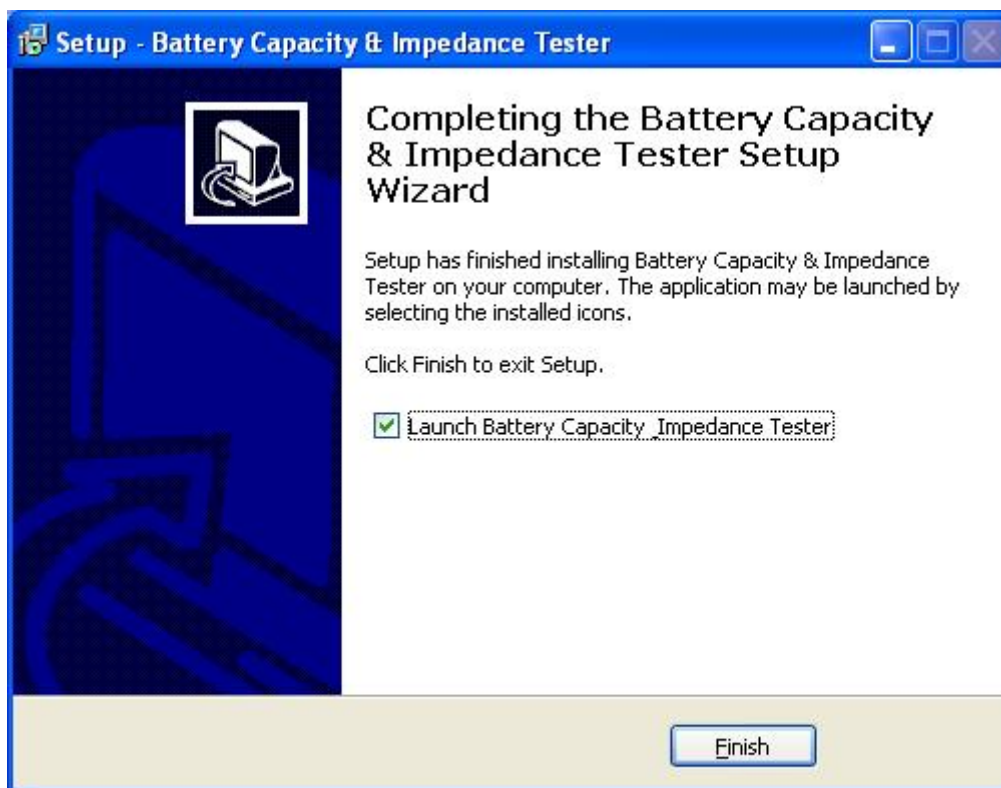 Setup - Battery Capacity & Impedance Tester
Completing the Battery Capacity
& Impedance Tester Setup
Wizard
Setup has finished installing Battery Capacity & Impedance
Tester on your computer. The application may be launched by
selecting the installed icons.
Click Finish to exit Setup.
Launch Battery Capacity _Impedance Tester
Finish